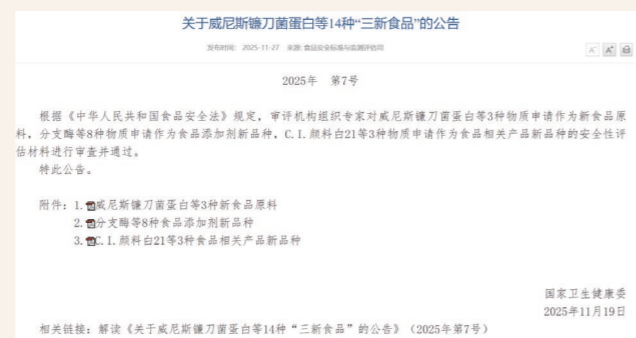 关于威尼斯镰刀菌蛋白等14种“三新食品”的公告
发布时间： 2025-11-27 来源: 食品安全标准与监测评估司
2025年 第7号
根据《中华人民共和国食品安全法》规定，审评机构组织专家对威尼斯镰刀菌蛋白等3种物质申请作为新食品原
料，分支酶等8种物质申请作为食品添加剂新品种，C.I.颜料白21等3种物质申请作为食品相关产品新品种的安全性评
估材料进行审查并通过。
特此公告。
附件：1.威尼斯镰刀菌蛋白等3种新食品原料
2.分支酶等8种食品添加剂新品种
3.C.I.颜料白21等3种食品相关产品新品种
国家卫生健康委
2025年11月19日
相关链接：解读《关于威尼斯镰刀菌蛋白等14种“三新食品”的公告》（2025年第7号）